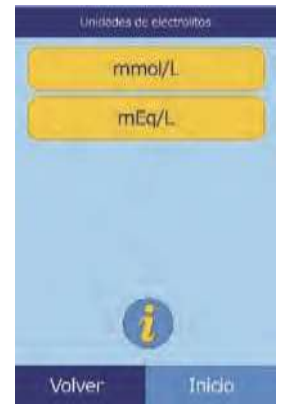 Unidades de electrolitos
mmol/L
mEq/L
i
Volver
Inicio